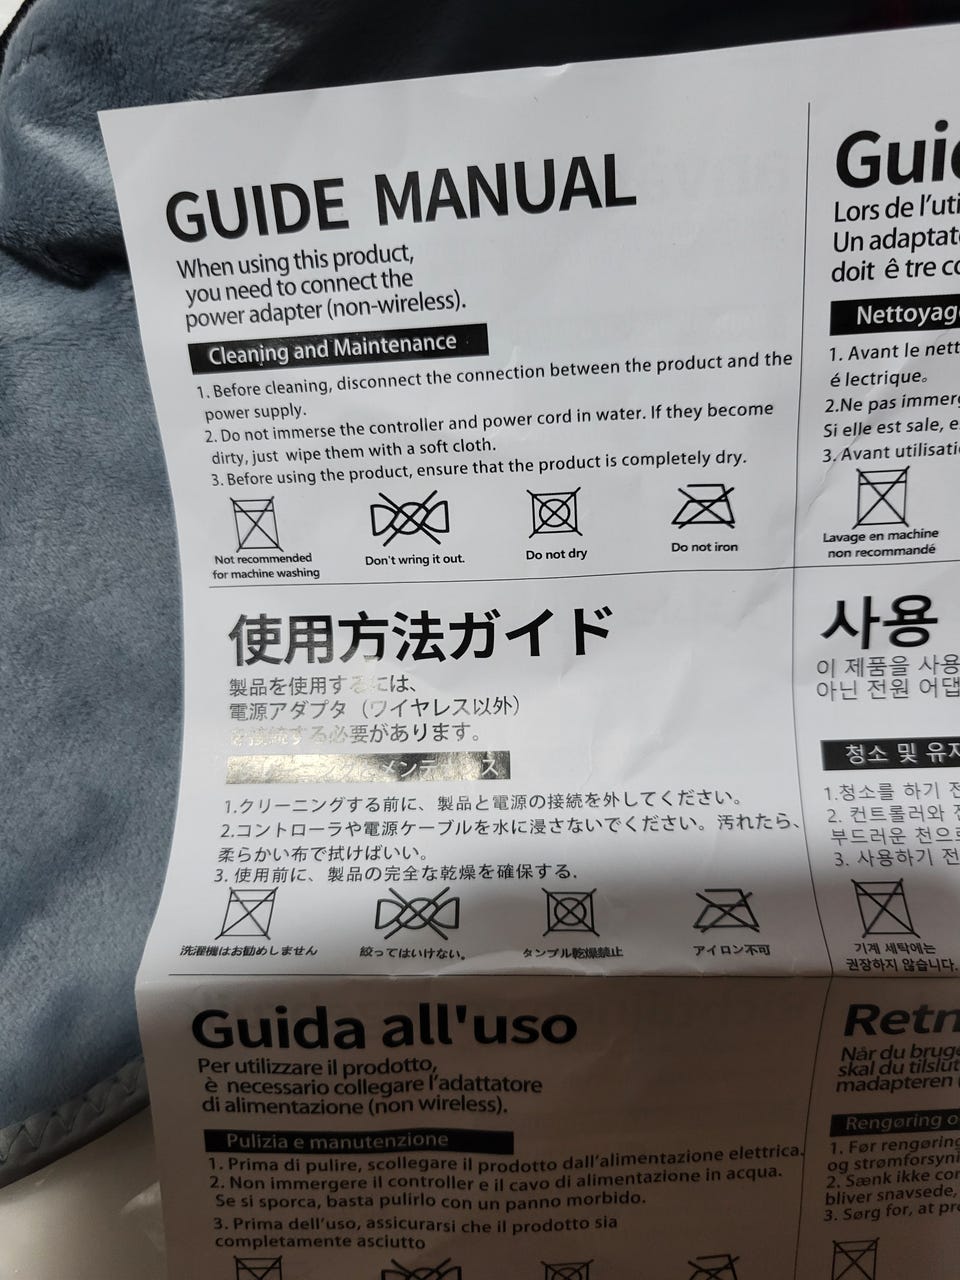 GUIDE MANUAL
When using this product,
you need to connect the
power adapter (non-wireless).
Cleaning and Maintenance
1. Before cleaning, disconnect the connection between the product and the
power supply.
2. Do not immerse the controller and power cord in water. If they become
dirty, just wipe them with a soft cloth.
3. Before using the product, ensure that the product is completely dry.
Not recommended
for machine washing
Don't wring it out.
Do not dry
Do not iron
Guid
Lors de l'uti
Un adaptat
doit ê tre co
Nettoyag
1. Avant le nett
é lectrique。
2.Ne pas immerg
Si elle est sale, e
3. Avant utilisati
Lavage en machine
non recommandé
使用方法ガイド
製品を使用するには、
電源アダプタ（ワイヤレス以外）
を接続する必要があります。
クリーニングとメンテナンス
1.クリーニングする前に、製品と電源の接続を外してください。
2.コントローラや電源ケーブルを水に浸さないでください。汚れたら、
柔らかい布で拭けばいい。
3. 使用前に、製品の完全な乾燥を確保する.
洗濯機はお勧めしません
絞ってはいけない。
タンブル乾燥禁止
アイロン不可
사용
이 제품을 사용
아닌 전원 어댑
청소 및 유지
1.청소를 하기 전
2. 컨트롤러와 전
부드러운 천으로
3. 사용하기 전
기계 세탁에는
권장하지 않습니다.
Guida all'uso
Per utilizzare il prodotto,
è necessario collegare l'adattatore
di alimentazione (non wireless).
Pulizia e manutenzione
1. Prima di pulire, scollegare il prodotto dall'alimentazione elettrica.
2. Non immergere il controller e il cavo di alimentazione in acqua.
Se si sporca, basta pulirlo con un panno morbido.
3. Prima dell'uso, assicurarsi che il prodotto sia
completamente asciutto
Retn
Når du bruge
skal du tilslut
madapteren (
Rengøring o
1. Før rengøring
og strømforsyni
2. Sænk ikke con
bliver snavsede,
3. Sørg for, at pro